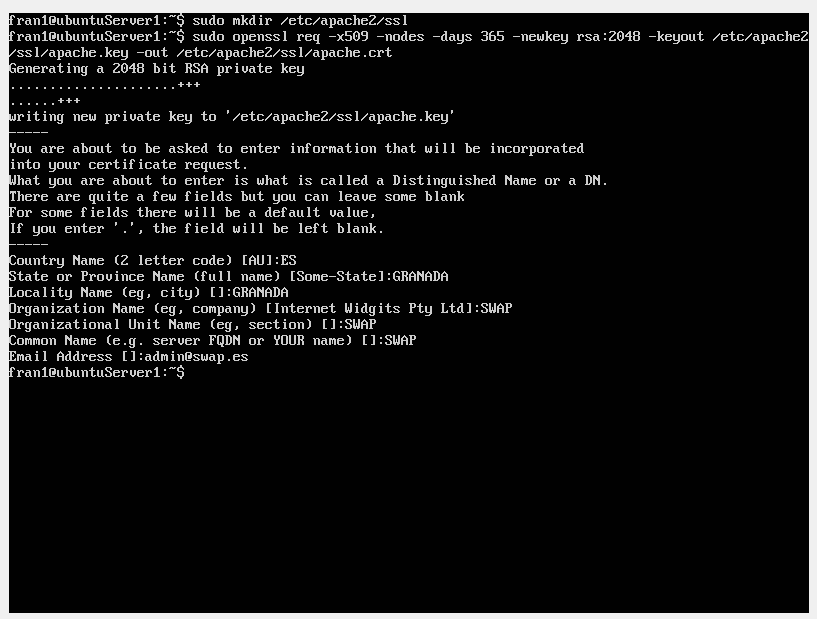 fran1@ubuntuServer1:~$ sudo mkdir /etc/apache2/ssl
fran1@ubuntuServer1:~$ sudo openssl req -x509 -nodes -days 365 -newkey rsa:2048 -keyout /etc/apache2
/ssl/apache.key -out /etc/apache2/ssl/apache.crt
Generating a 2048 bit RSA private key
.....................+++
......+++
writing new private key to '/etc/apache2/ssl/apache.key'
-----
You are about to be asked to enter information that will be incorporated
into your certificate request.
What you are about to enter is what is called a Distinguished Name or a DN.
There are quite a few fields but you can leave some blank
For some fields there will be a default value,
If you enter '.', the field will be left blank.
-----
Country Name (2 letter code) [AU]:ES
State or Province Name (full name) [Some-State]:GRANADA
Locality Name (eg, city) []:GRANADA
Organization Name (eg, company) [Internet Widgits Pty Ltd]:SWAP
Organizational Unit Name (eg, section) []:SWAP
Common Name (e.g. server FQDN or YOUR name) []:SWAP
Email Address []:admin@swap.es
fran1@ubuntuServer1:~$